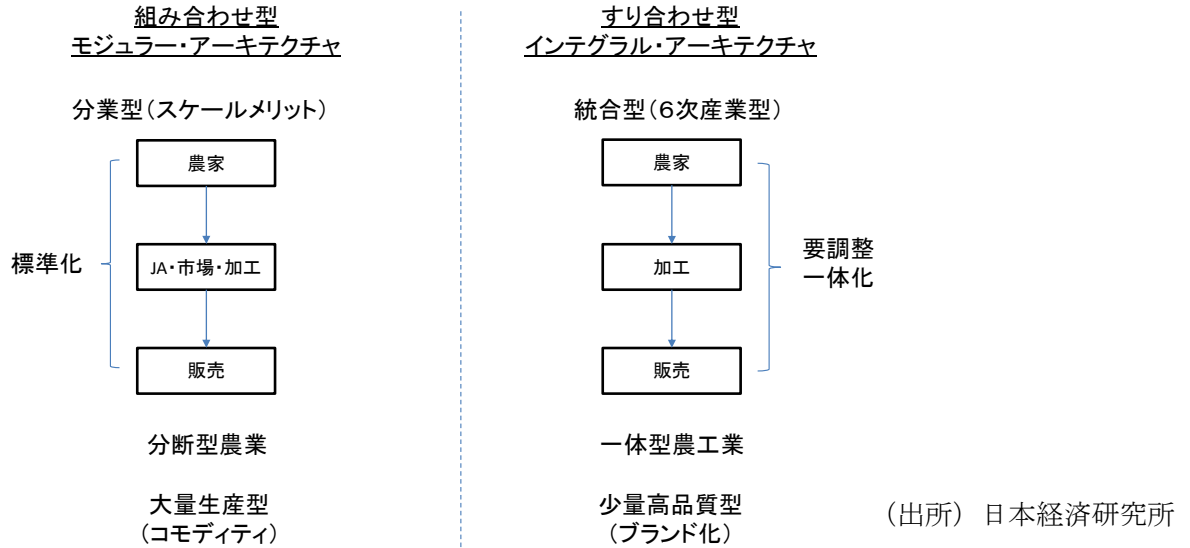 組み合わせ型
モジュラー・アーキテクチャ
分業型(スケールメリット)
農家
標準化
JA・市場・加工
販売
分断型農業
大量生産型
(コモディティ)
すり合わせ型
インテグラル・アーキテクチャ
統合型(6次産業型)
農家
加工
要調整
一体化
販売
一体型農工業
少量高品質型
(ブランド化)
(出所) 日本経済研究所